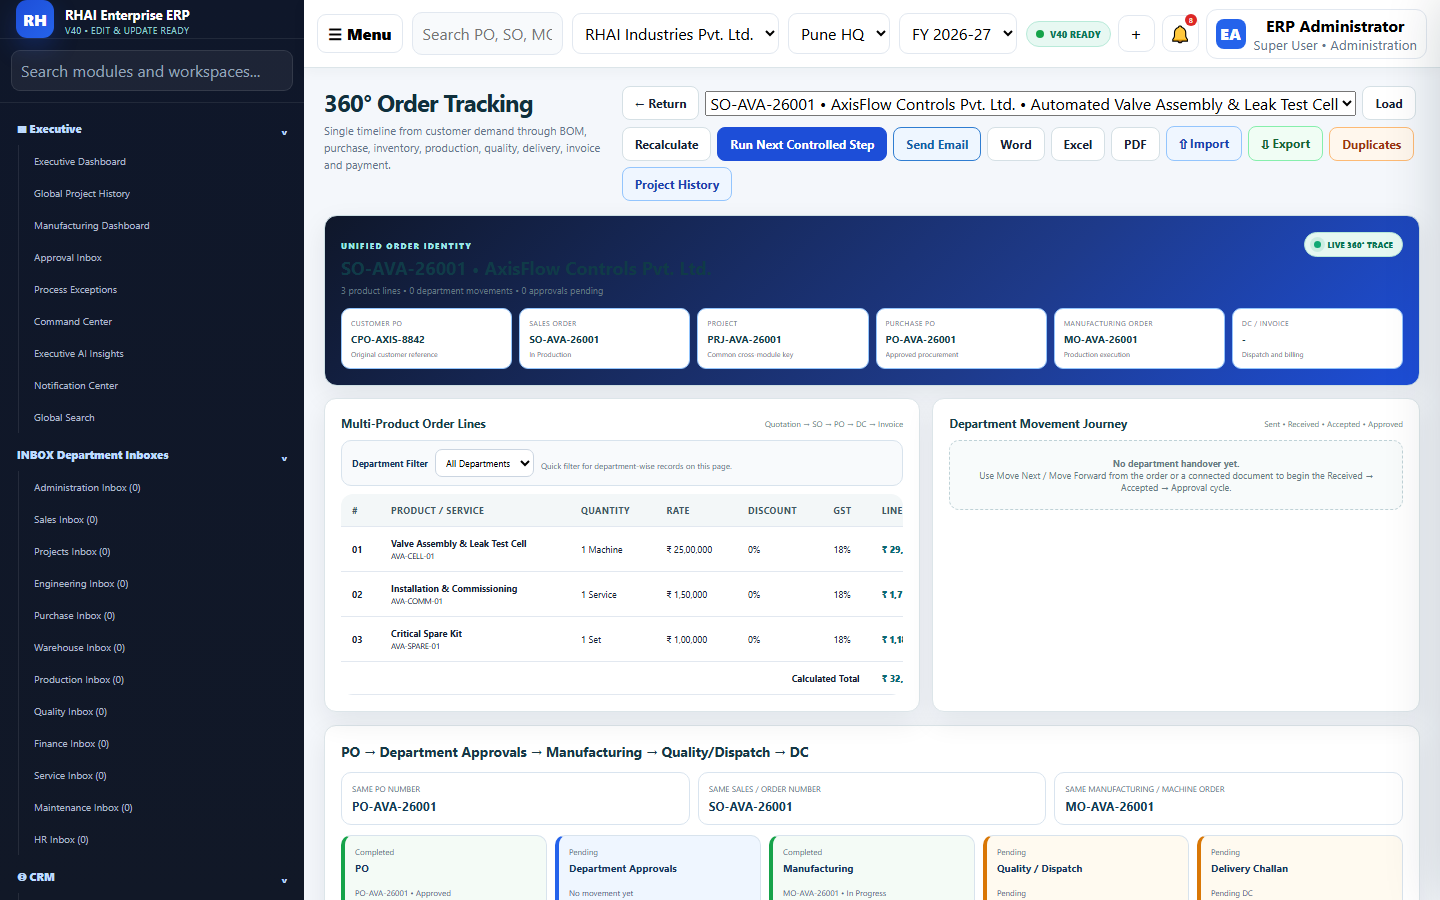 RH
RHAI Enterprise ERP
V40 • EDIT & UPDATE READY
Search modules and workspaces...
Executive
Executive Dashboard
Global Project History
Manufacturing Dashboard
Approval Inbox
Process Exceptions
Command Center
Executive AI Insights
Notification Center
Global Search
INBOX Department Inboxes
Administration Inbox (0)
Sales Inbox (0)
Projects Inbox (0)
Engineering Inbox (0)
Purchase Inbox (0)
Warehouse Inbox (0)
Production Inbox (0)
Quality Inbox (0)
Finance Inbox (0)
Service Inbox (0)
Maintenance Inbox (0)
HR Inbox (0)
CRM
☰ Menu
Search PO, SO, MC
RHAI Industries Pvt. Ltd.
Pune HQ
FY 2026-27
V40 READY
+
8
EA
ERP Administrator
Super User • Administration
360° Order Tracking
Single timeline from customer demand through BOM,
purchase, inventory, production, quality, delivery, invoice
and payment.
← Return
SO-AVA-26001 • AxisFlow Controls Pvt. Ltd. • Automated Valve Assembly & Leak Test Cell
Load
Recalculate
Run Next Controlled Step
Send Email
Word
Excel
PDF
⇧ Import
⇩ Export
Duplicates
Project History
UNIFIED ORDER IDENTITY
LIVE 360° TRACE
SO-AVA-26001 • AxisFlow Controls Pvt. Ltd.
3 product lines • 0 department movements • 0 approvals pending
CUSTOMER PO
CPO-AXIS-8842
Original customer reference
SALES ORDER
SO-AVA-26001
In Production
PROJECT
PRJ-AVA-26001
Common cross module key
PURCHASE PO
PO-AVA-26001
Approved procurement
MANUFACTURING ORDER
MO-AVA-26001
Production execution
DC / INVOICE
-
Dispatch and billing
Multi-Product Order Lines
Quotation → SO → PO → DC → Invoice
Department Filter
All Departments
Quick filter for department-wise records on this page.
# PRODUCT / SERVICE QUANTITY RATE DISCOUNT GST LINE
01 Valve Assembly & Leak Test Cell 1 Machine ₹ 25,00,000 0% 18% ₹ 29,
AVA-CELL-01
02 Installation & Commissioning 1 Service ₹ 1,50,000 0% 18% ₹ 1,7
AVA-COMM-01
03 Critical Spare Kit 1 Set ₹ 1,00,000 0% 18% ₹ 1,18
AVA-SPARE-01
Calculated Total ₹ 32,
Department Movement Journey
Sent • Received • Accepted • Approved
No department handover yet.
Use Move Next / Move Forward from the order or a connected document to begin the Received →
Accepted → Approval cycle.
PO → Department Approvals → Manufacturing → Quality/Dispatch → DC
SAME PO NUMBER
PO-AVA-26001
SAME SALES / ORDER NUMBER
SO-AVA-26001
SAME MANUFACTURING / MACHINE ORDER
MO-AVA-26001
Completed
PO
PO-AVA-26001 • Approved
Pending
Department Approvals
No movement yet
Completed
Manufacturing
MO-AVA-26001 • In Progress
Pending
Quality / Dispatch
Pending
Pending
Delivery Challan
Pending DC